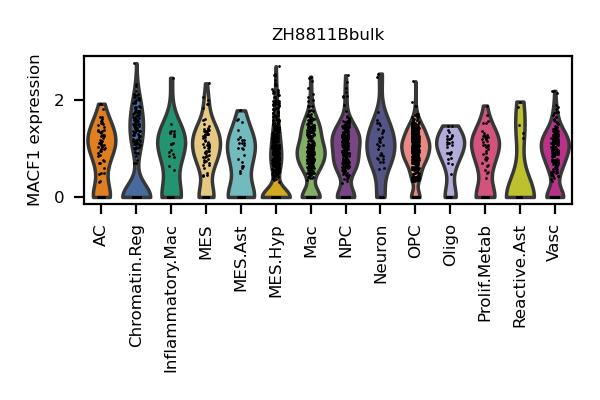 ZH8811Bbulk
MACF1 expression
2
0
AC
Chromatin.Reg
Inflammatory.Mac
MES
MES.Ast
MES.Hyp
Mac
NPC
Neuron
OPC
Oligo
Prolif.Metab
Reactive.Ast
Vasc